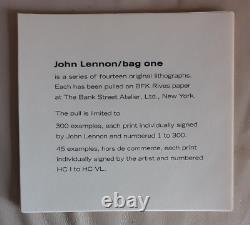 John Lennon/bag one
is a series of fourteen original lithographs.
Each has been pulled on BFK Rives paper
at The Bank Street Atelier, Ltd., New York.
The pull is limited to
300 examples, each print individually signed
by John Lennon and numbered 1 to 300.
45 examples, hors de commerce, each print
individually signed by the artist and numbered
HC I to HC VL.